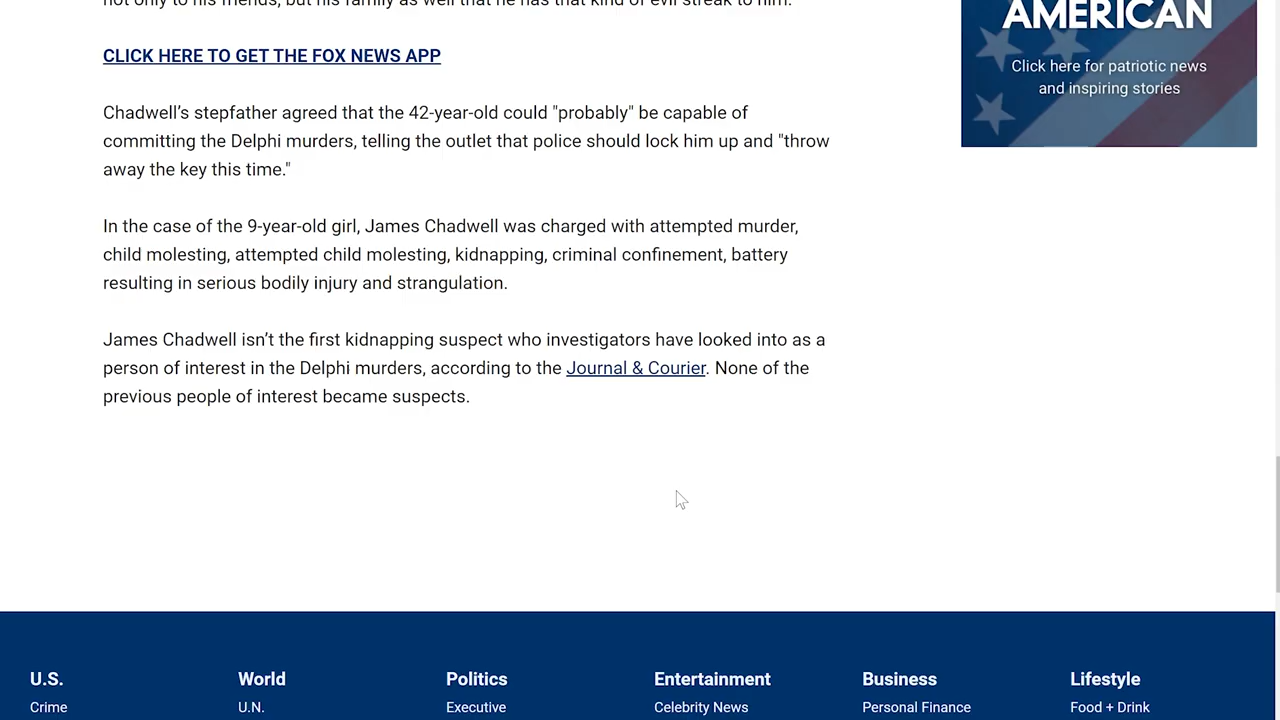 not only to his friends, but his family as well that he has that kind of evil streak to him.
AMERICAN
CLICK HERE TO GET THE FOX NEWS APP
Click here for patriotic news
and inspiring stories
Chadwell’s stepfather agreed that the 42-year-old could "probably" be capable of
committing the Delphi murders, telling the outlet that police should lock him up and "throw
away the key this time."
In the case of the 9-year-old girl, James Chadwell was charged with attempted murder,
child molesting, attempted child molesting, kidnapping, criminal confinement, battery
resulting in serious bodily injury and strangulation.
James Chadwell isn’t the first kidnapping suspect who investigators have looked into as a
person of interest in the Delphi murders, according to the Journal & Courier. None of the
previous people of interest became suspects.
U.S. World Politics Entertainment Business Lifestyle
Crime U.N. Executive Celebrity News Personal Finance Food + Drink